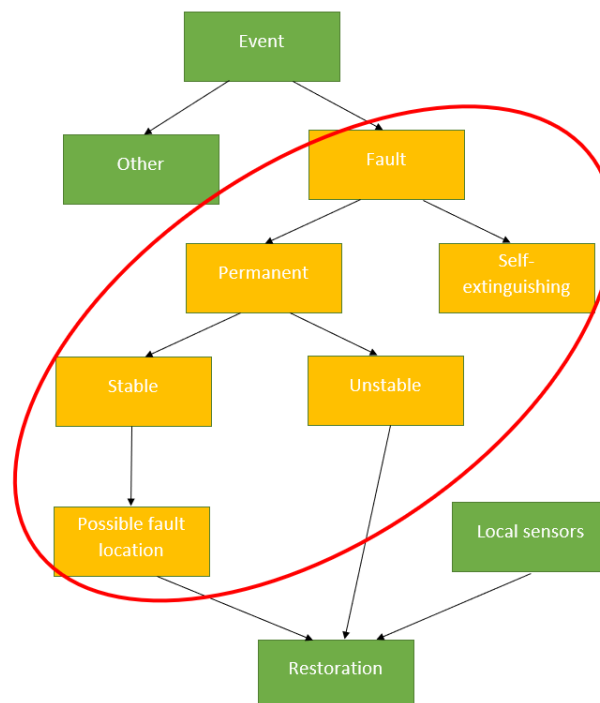 Event
Other
Fault
Permanent
Self-
extinguishing
Stable
Unstable
Possible fault
location
Local sensors
Restoration